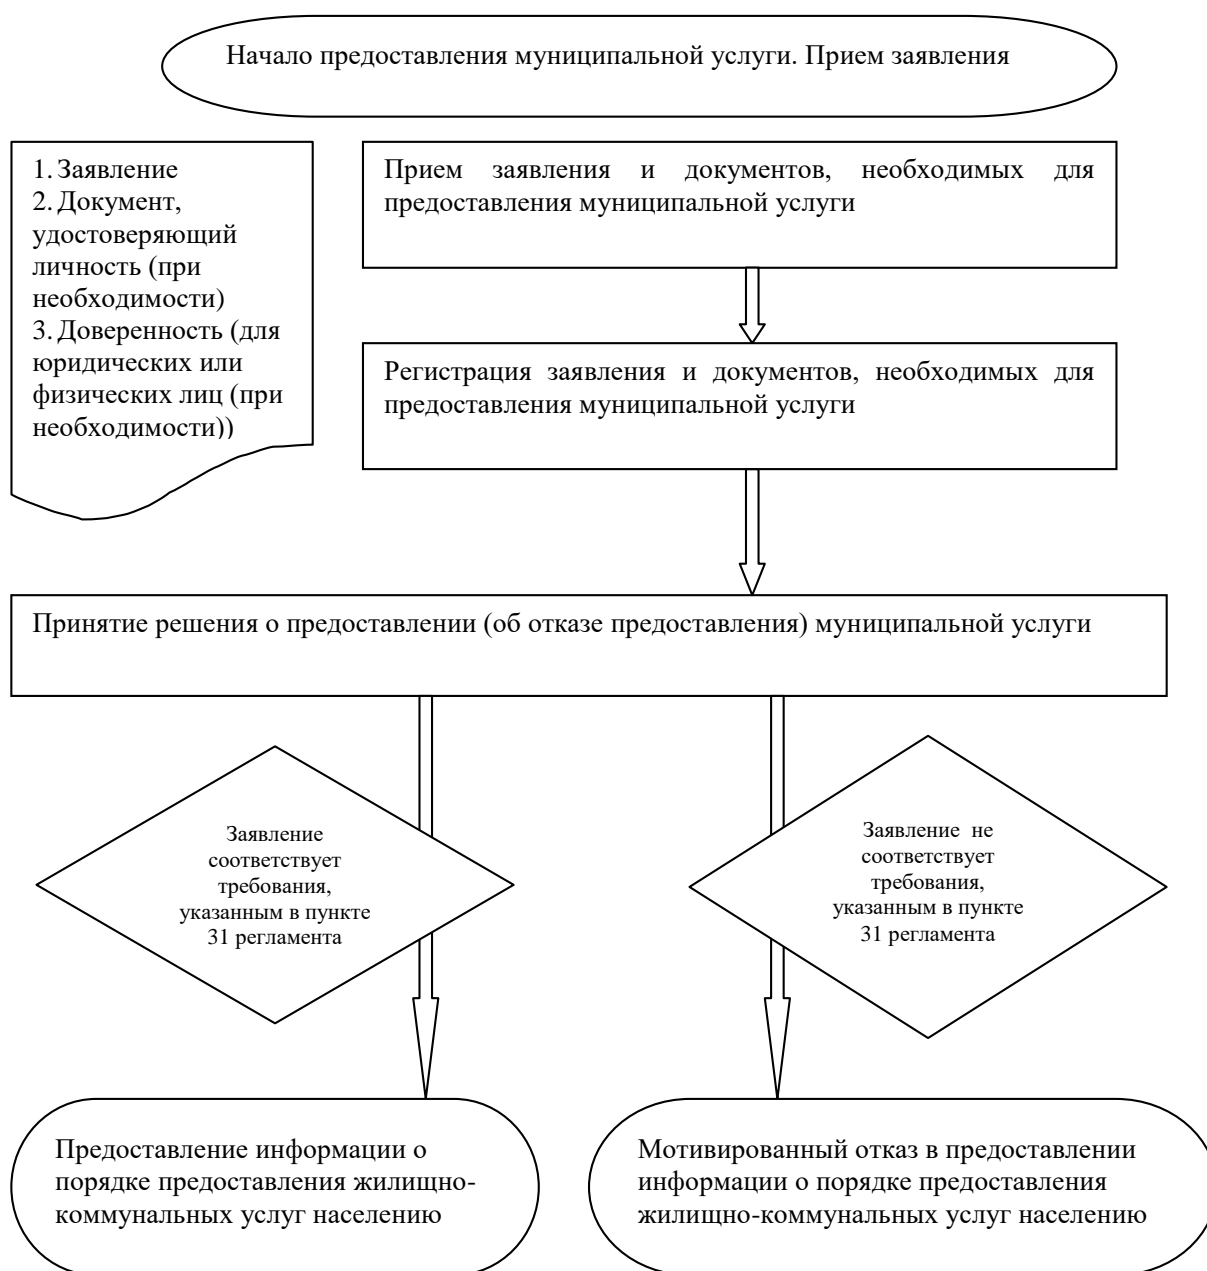 Начало предоставления муниципальной услуги. Прием заявления
1. Заявление
2. Документ,
удостоверяющий
личность (при
необходимости)
3. Доверенность (для
юридических или
физических лиц (при
необходимости))
Прием заявления и документов, необходимых для
предоставления муниципальной услуги
Регистрация заявления и документов, необходимых для
предоставления муниципальной услуги
Принятие решения о предоставлении (об отказе предоставления) муниципальной услуги
Заявление
соответствует
требования,
указанным в пункте
31 регламента
Заявление не
соответствует
требования,
указанным в пункте
31 регламента
Предоставление информации о
порядке предоставления жилищно-
коммунальных услуг населению
Мотивированный отказ в предоставлении
информации о порядке предоставления
жилищно-коммунальных услуг населению